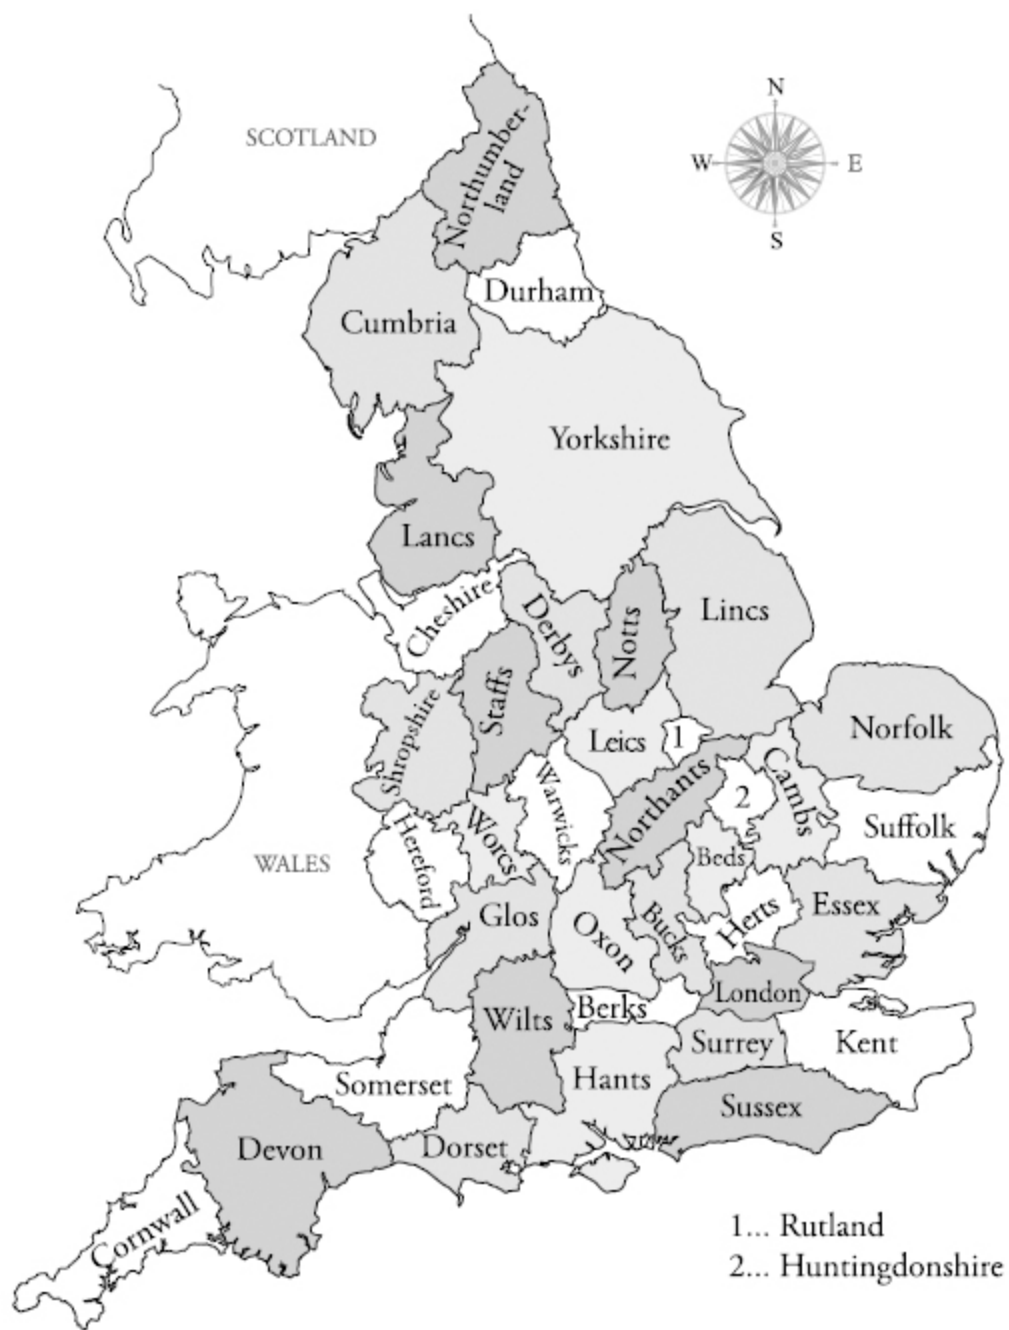 N
W
E
S
SCOTLAND
Northumber-
land
Durham
Cumbria
Yorkshire
Lancs
Cheshire
Derbys
Notts
Lincs
Staffs
Shropshire
Leics
1
Norfolk
Northants
2
Cambs
Warwicks
Worcs
Hereford
Suffolk
Beds
WALES
Glos
Oxon
Bucks
Herts
Essex
London
Berks
Wilts
Surrey
Kent
Hants
Somerset
Sussex
Devon
Dorset
Cornwall
1... Rutland
2... Huntingdonshire